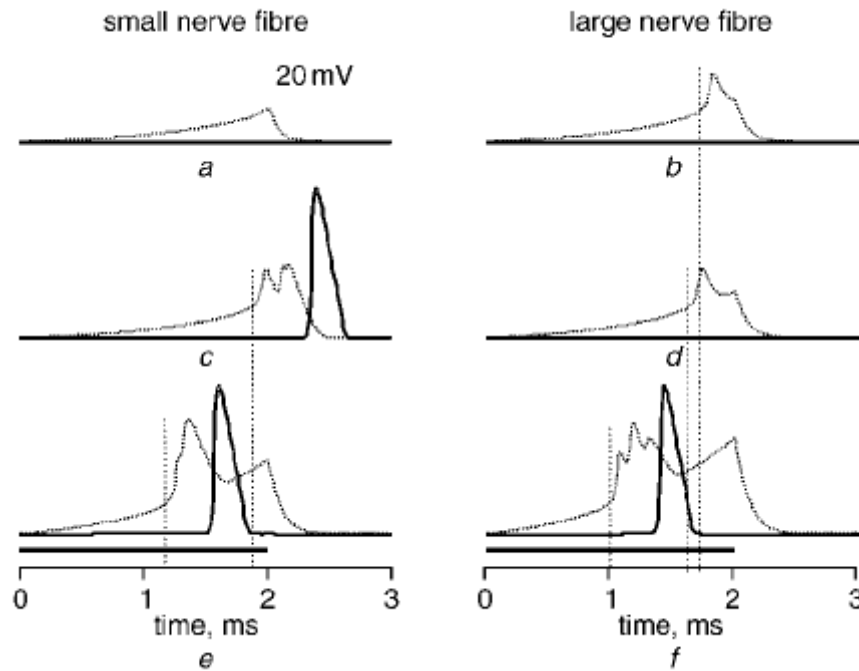 small nerve fibre large nerve fibre
20 mV
a b
c d
0 1 2 3 0 1 2 3
time, ms time, ms
e f